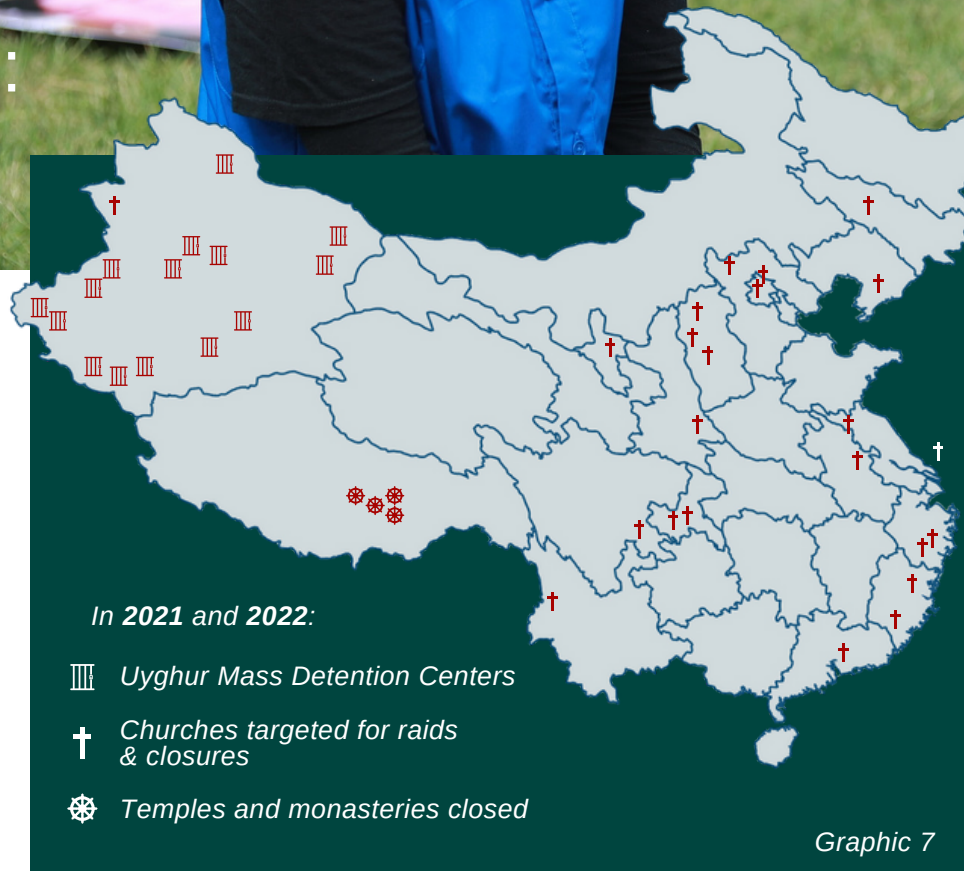 :
In 2021 and 2022:
Uyghur Mass Detention Centers
Churches targeted for raids
& closures
Temples and monasteries closed
Graphic 7